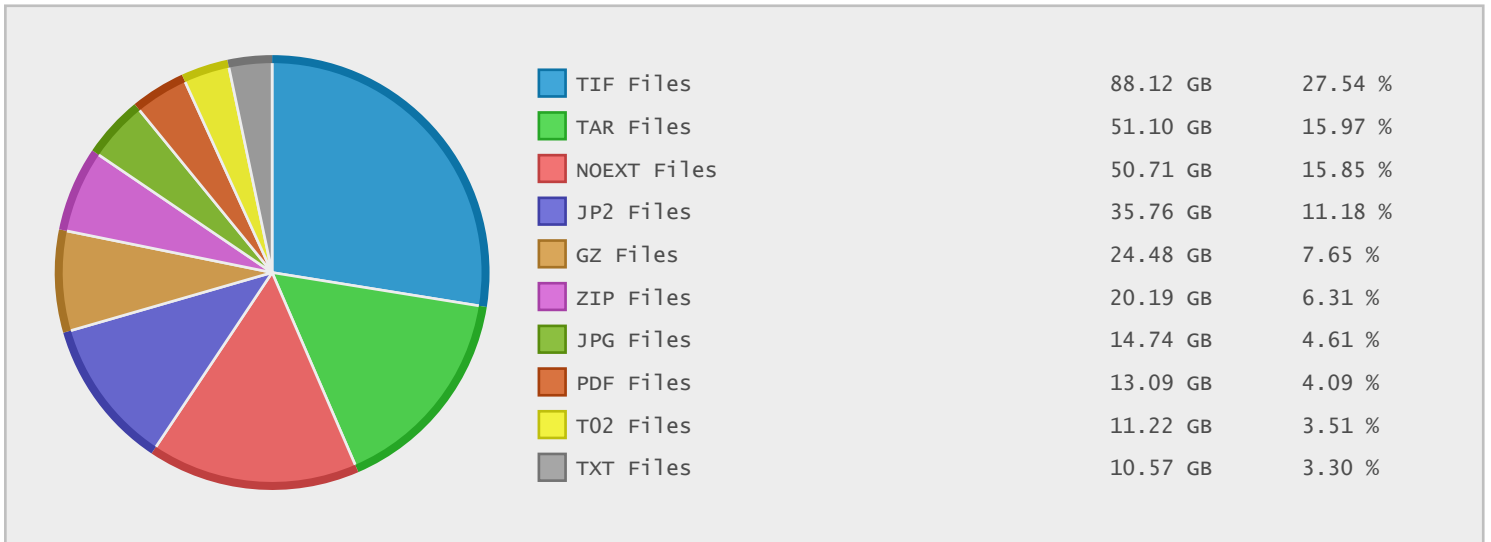 TIF Files 88.12 GB 27.54 %
TAR Files 51.10 GB 15.97 %
NOEXT Files 50.71 GB 15.85 %
JP2 Files 35.76 GB 11.18 %
GZ Files 24.48 GB 7.65 %
ZIP Files 20.19 GB 6.31 %
JPG Files 14.74 GB 4.61 %
PDF Files 13.09 GB 4.09 %
T02 Files 11.22 GB 3.51 %
TXT Files 10.57 GB 3.30 %